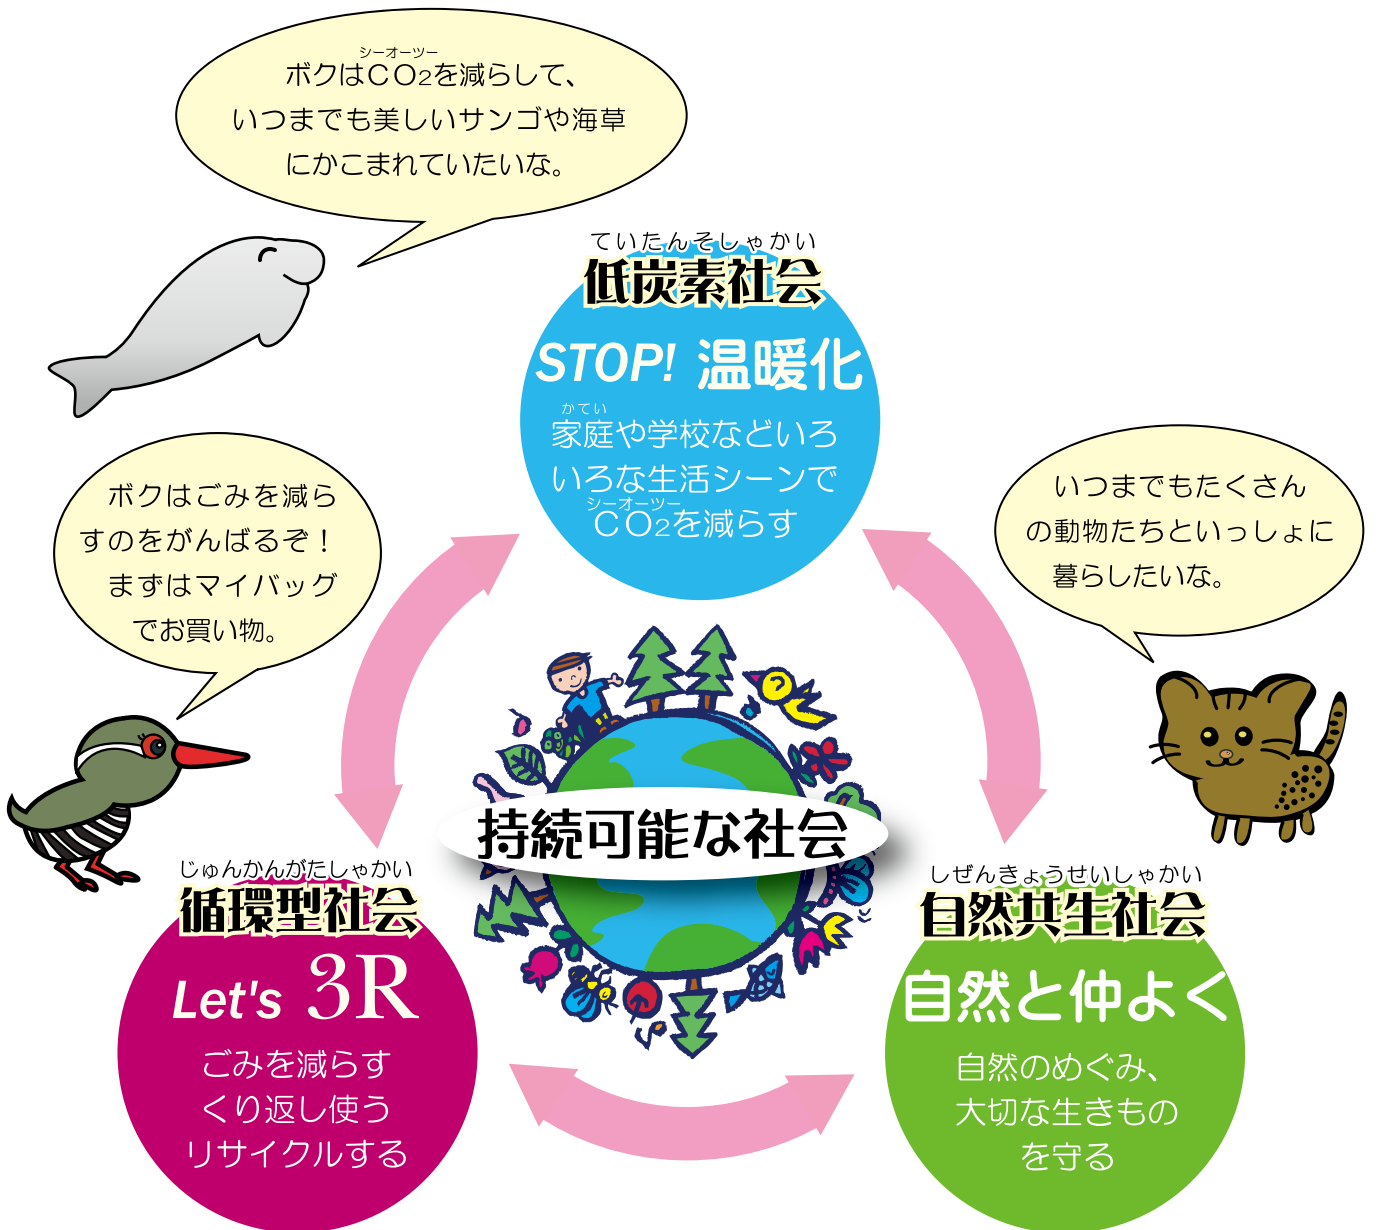 シーオーツー
ボクはCO2を減らして、
いつまでも美しいサンゴや海草
にかこまれていたいな。
ていたんそしゃかい
低炭素社会
STOP! 温暖化
かてい
家庭や学校などいろ
いろな生活シーンで
シーオーツー
CO2を減らす
ボクはごみを減ら
すのをがんばるぞ！
まずはマイバッグ
でお買い物。
いつまでもたくさん
の動物たちといっしょに
暮らしたいな。
持続可能な社会
じゅんかんがたしゃかい
循環型社会
Let's 3R
ごみを減らす
くり返し使う
リサイクルする
しぜんきょうせいしゃかい
自然共生社会
自然と仲よく
自然のめぐみ、
大切な生きもの
を守る